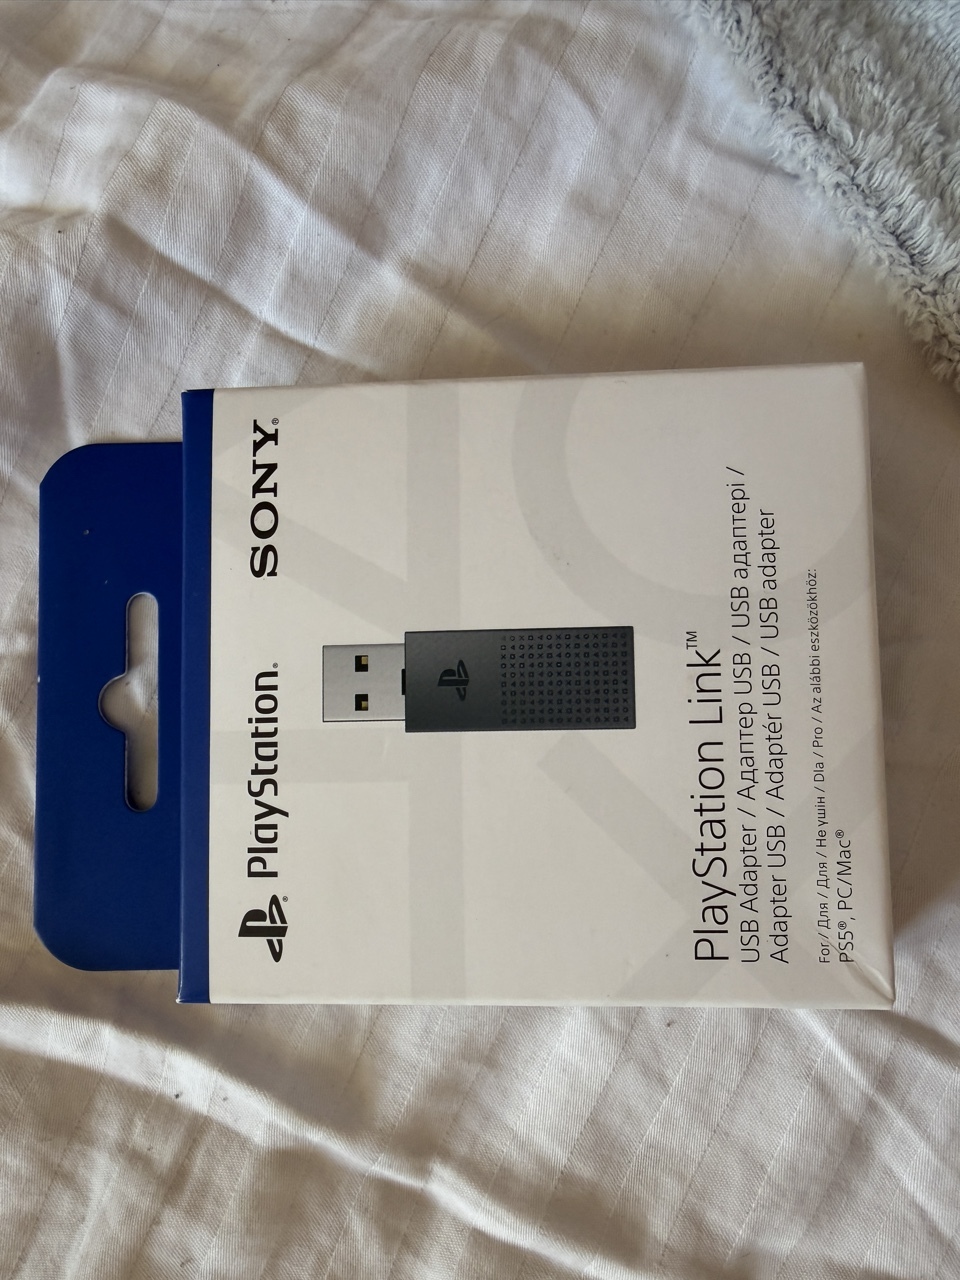 PlayStation® SONY®
PlayStation Link™
USB Adapter / Адаптер USB / USB адаптері /
Adapter USB / Adaptér USB / USB adapter
For / Для / Для / Не үшін / Dla / Pro / Az alábbi eszközökhöz:
PS5®, PC/Mac®